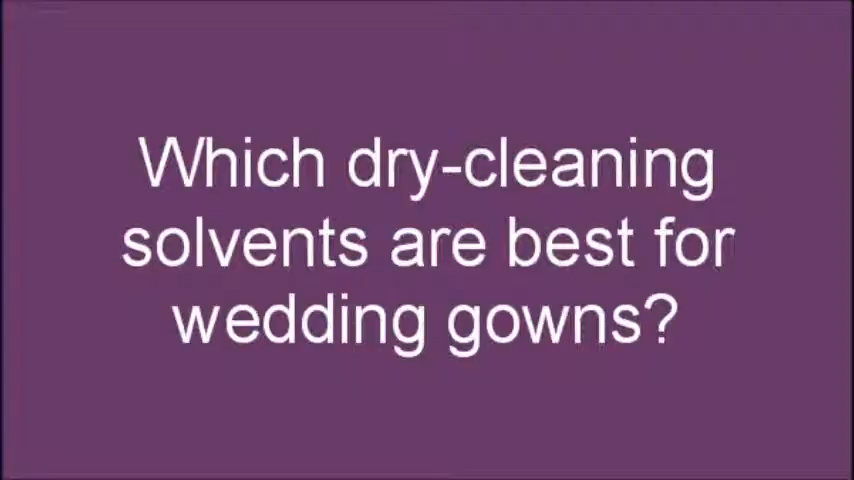 Which dry-cleaning
solvents are best for
wedding gowns?